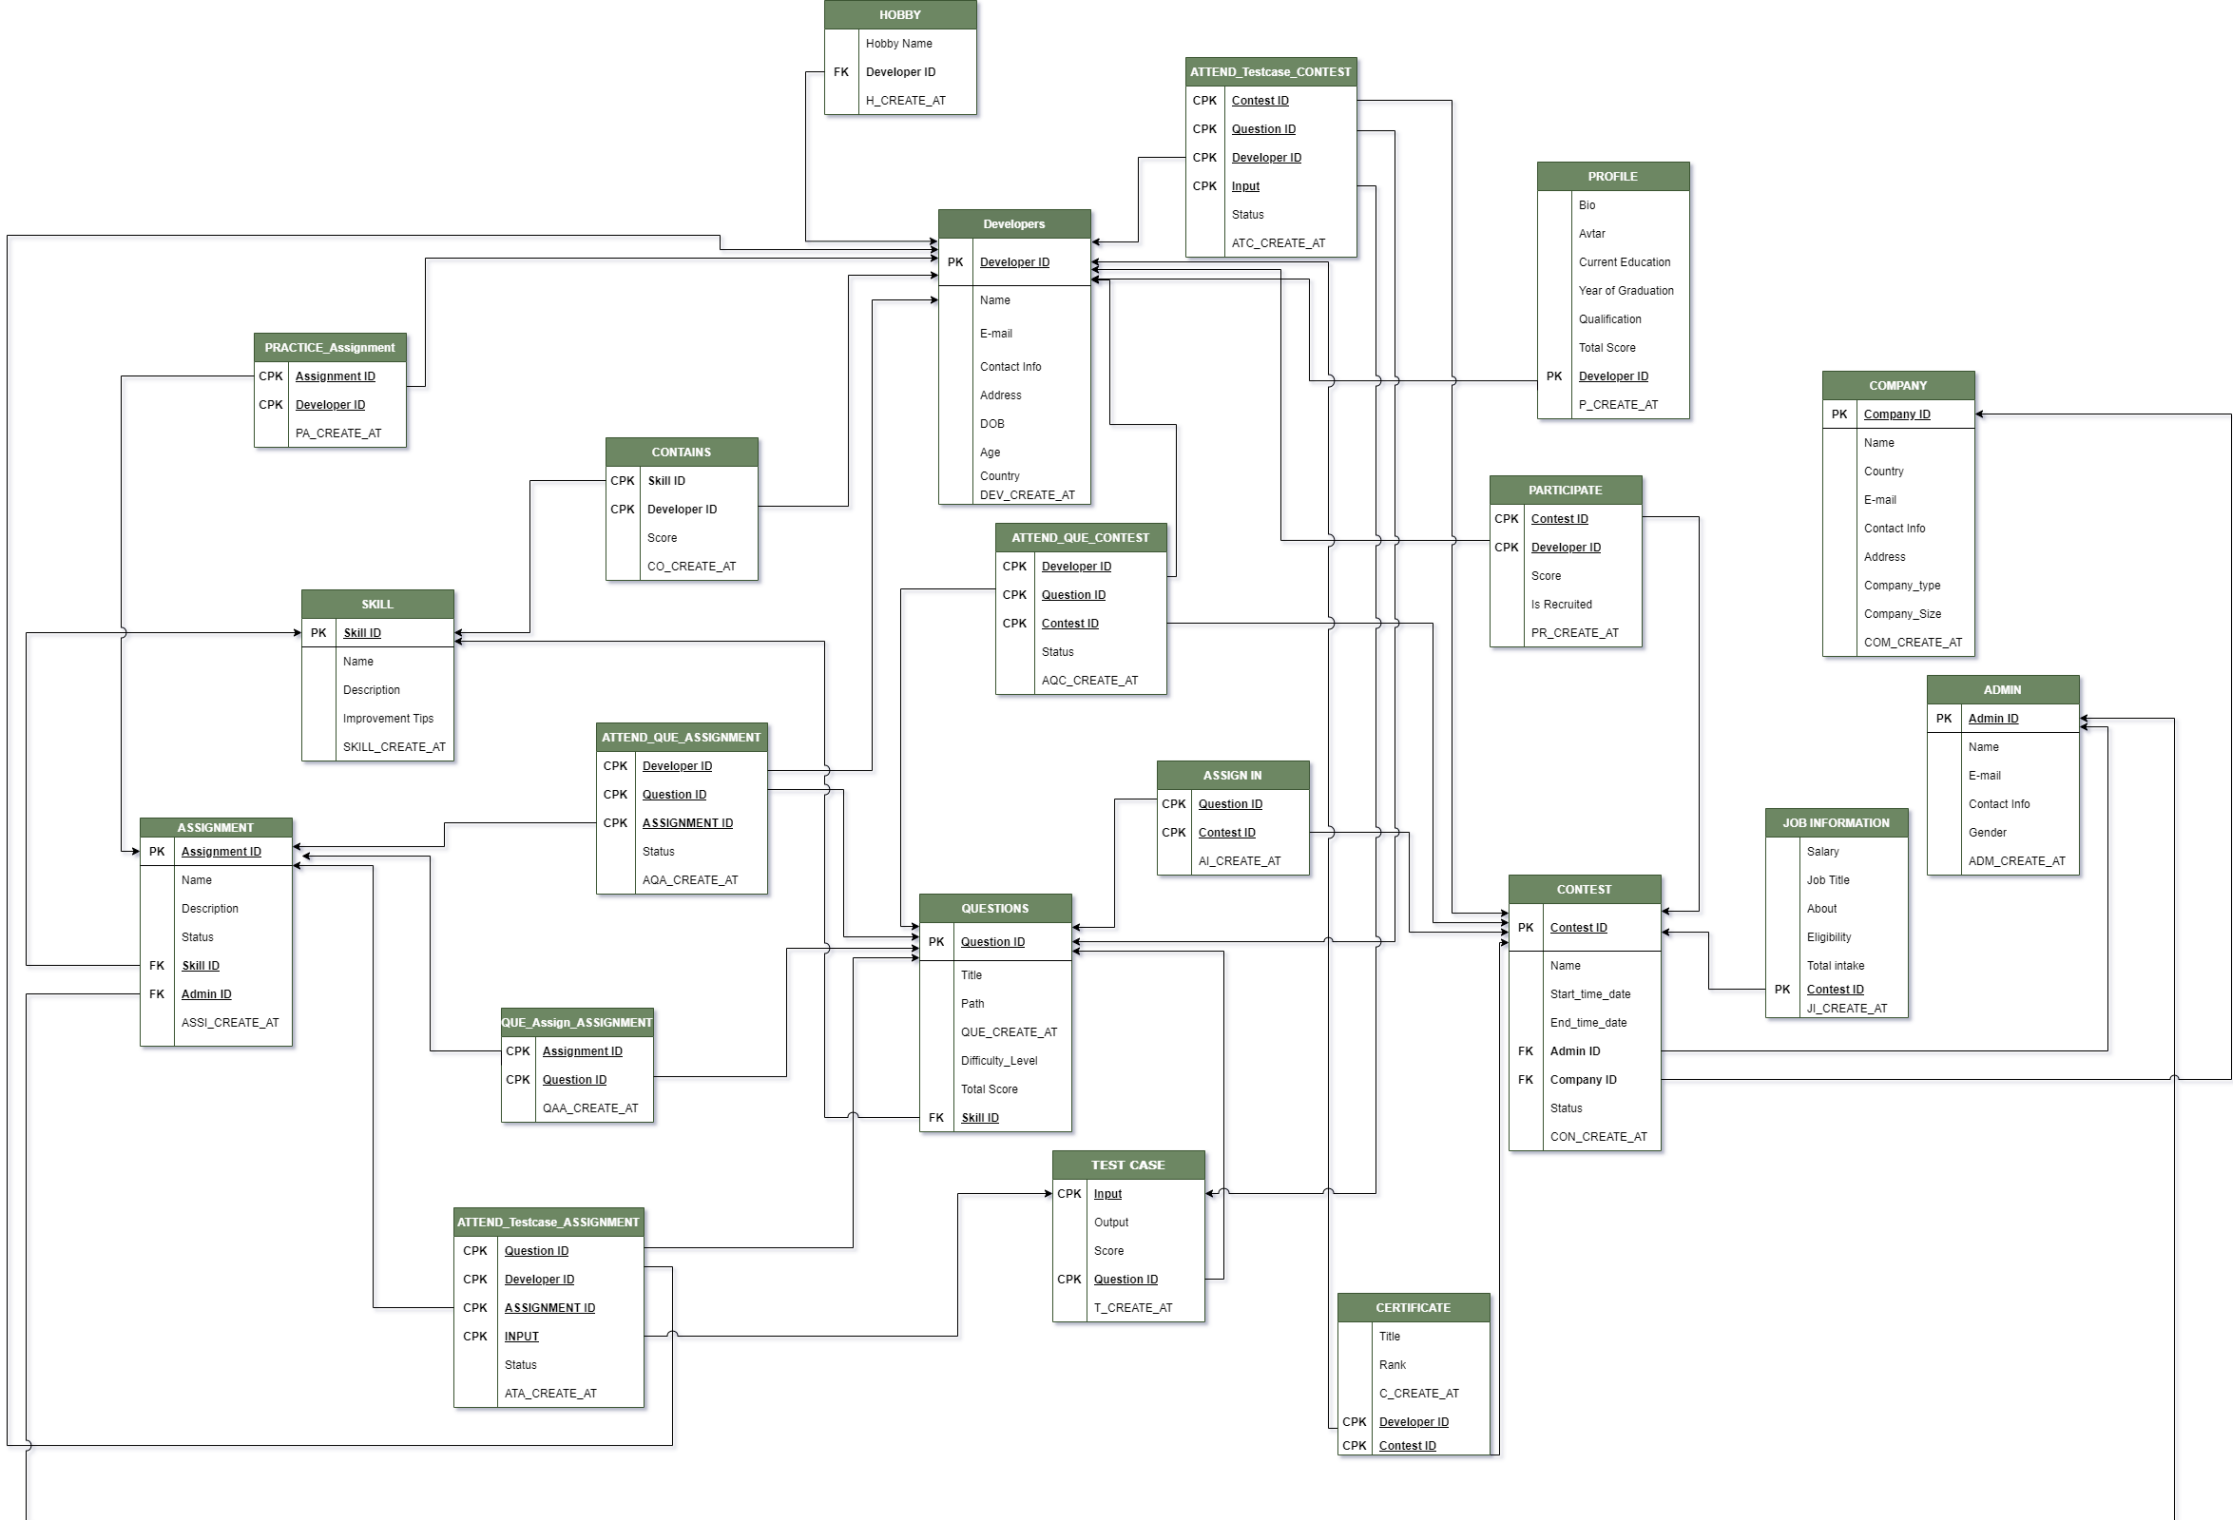 HOBBY
Hobby Name
FK Developer ID
H_CREATE_AT
ATTEND_Testcase_CONTEST
CPK Contest ID
CPK Question ID
CPK Developer ID
CPK Input
Status
ATC_CREATE_AT
PROFILE
Bio
Avtar
Current Education
Year of Graduation
Qualification
Total Score
PK Developer ID
P_CREATE_AT
Developers
PK Developer ID
Name
E-mail
Contact Info
Address
DOB
Age
Country
DEV_CREATE_AT
PRACTICE_Assignment
CPK Assignment ID
CPK Developer ID
PA_CREATE_AT
COMPANY
PK Company ID
Name
Country
E-mail
Contact Info
Address
Company_type
Company_Size
COM_CREATE_AT
CONTAINS
CPK Skill ID
CPK Developer ID
Score
CO_CREATE_AT
PARTICIPATE
CPK Contest ID
CPK Developer ID
Score
Is Recruited
PR_CREATE_AT
ATTEND_QUE_CONTEST
CPK Developer ID
CPK Question ID
CPK Contest ID
Status
AQC_CREATE_AT
SKILL
PK Skill ID
Name
Description
Improvement Tips
SKILL_CREATE_AT
ADMIN
PK Admin ID
Name
E-mail
Contact Info
Gender
ADM_CREATE_AT
ATTEND_QUE_ASSIGNMENT
CPK Developer ID
CPK Question ID
CPK ASSIGNMENT ID
Status
AQA_CREATE_AT
ASSIGN IN
CPK Question ID
CPK Contest ID
AI_CREATE_AT
JOB INFORMATION
Salary
Job Title
About
Eligibility
Total intake
PK Contest ID
JI_CREATE_AT
ASSIGNMENT
PK Assignment ID
Name
Description
Status
FK Skill ID
FK Admin ID
ASSI_CREATE_AT
CONTEST
PK Contest ID
Name
Start_time_date
End_time_date
FK Admin ID
FK Company ID
Status
CON_CREATE_AT
QUESTIONS
PK Question ID
Title
Path
QUE_CREATE_AT
Difficulty_Level
Total Score
FK Skill ID
QUE_Assign_ASSIGNMENT
CPK Assignment ID
CPK Question ID
QAA_CREATE_AT
TEST CASE
CPK Input
Output
Score
CPK Question ID
T_CREATE_AT
ATTEND_Testcase_ASSIGNMENT
CPK Question ID
CPK Developer ID
CPK ASSIGNMENT ID
CPK INPUT
Status
ATA_CREATE_AT
CERTIFICATE
Title
Rank
C_CREATE_AT
CPK Developer ID
CPK Contest ID